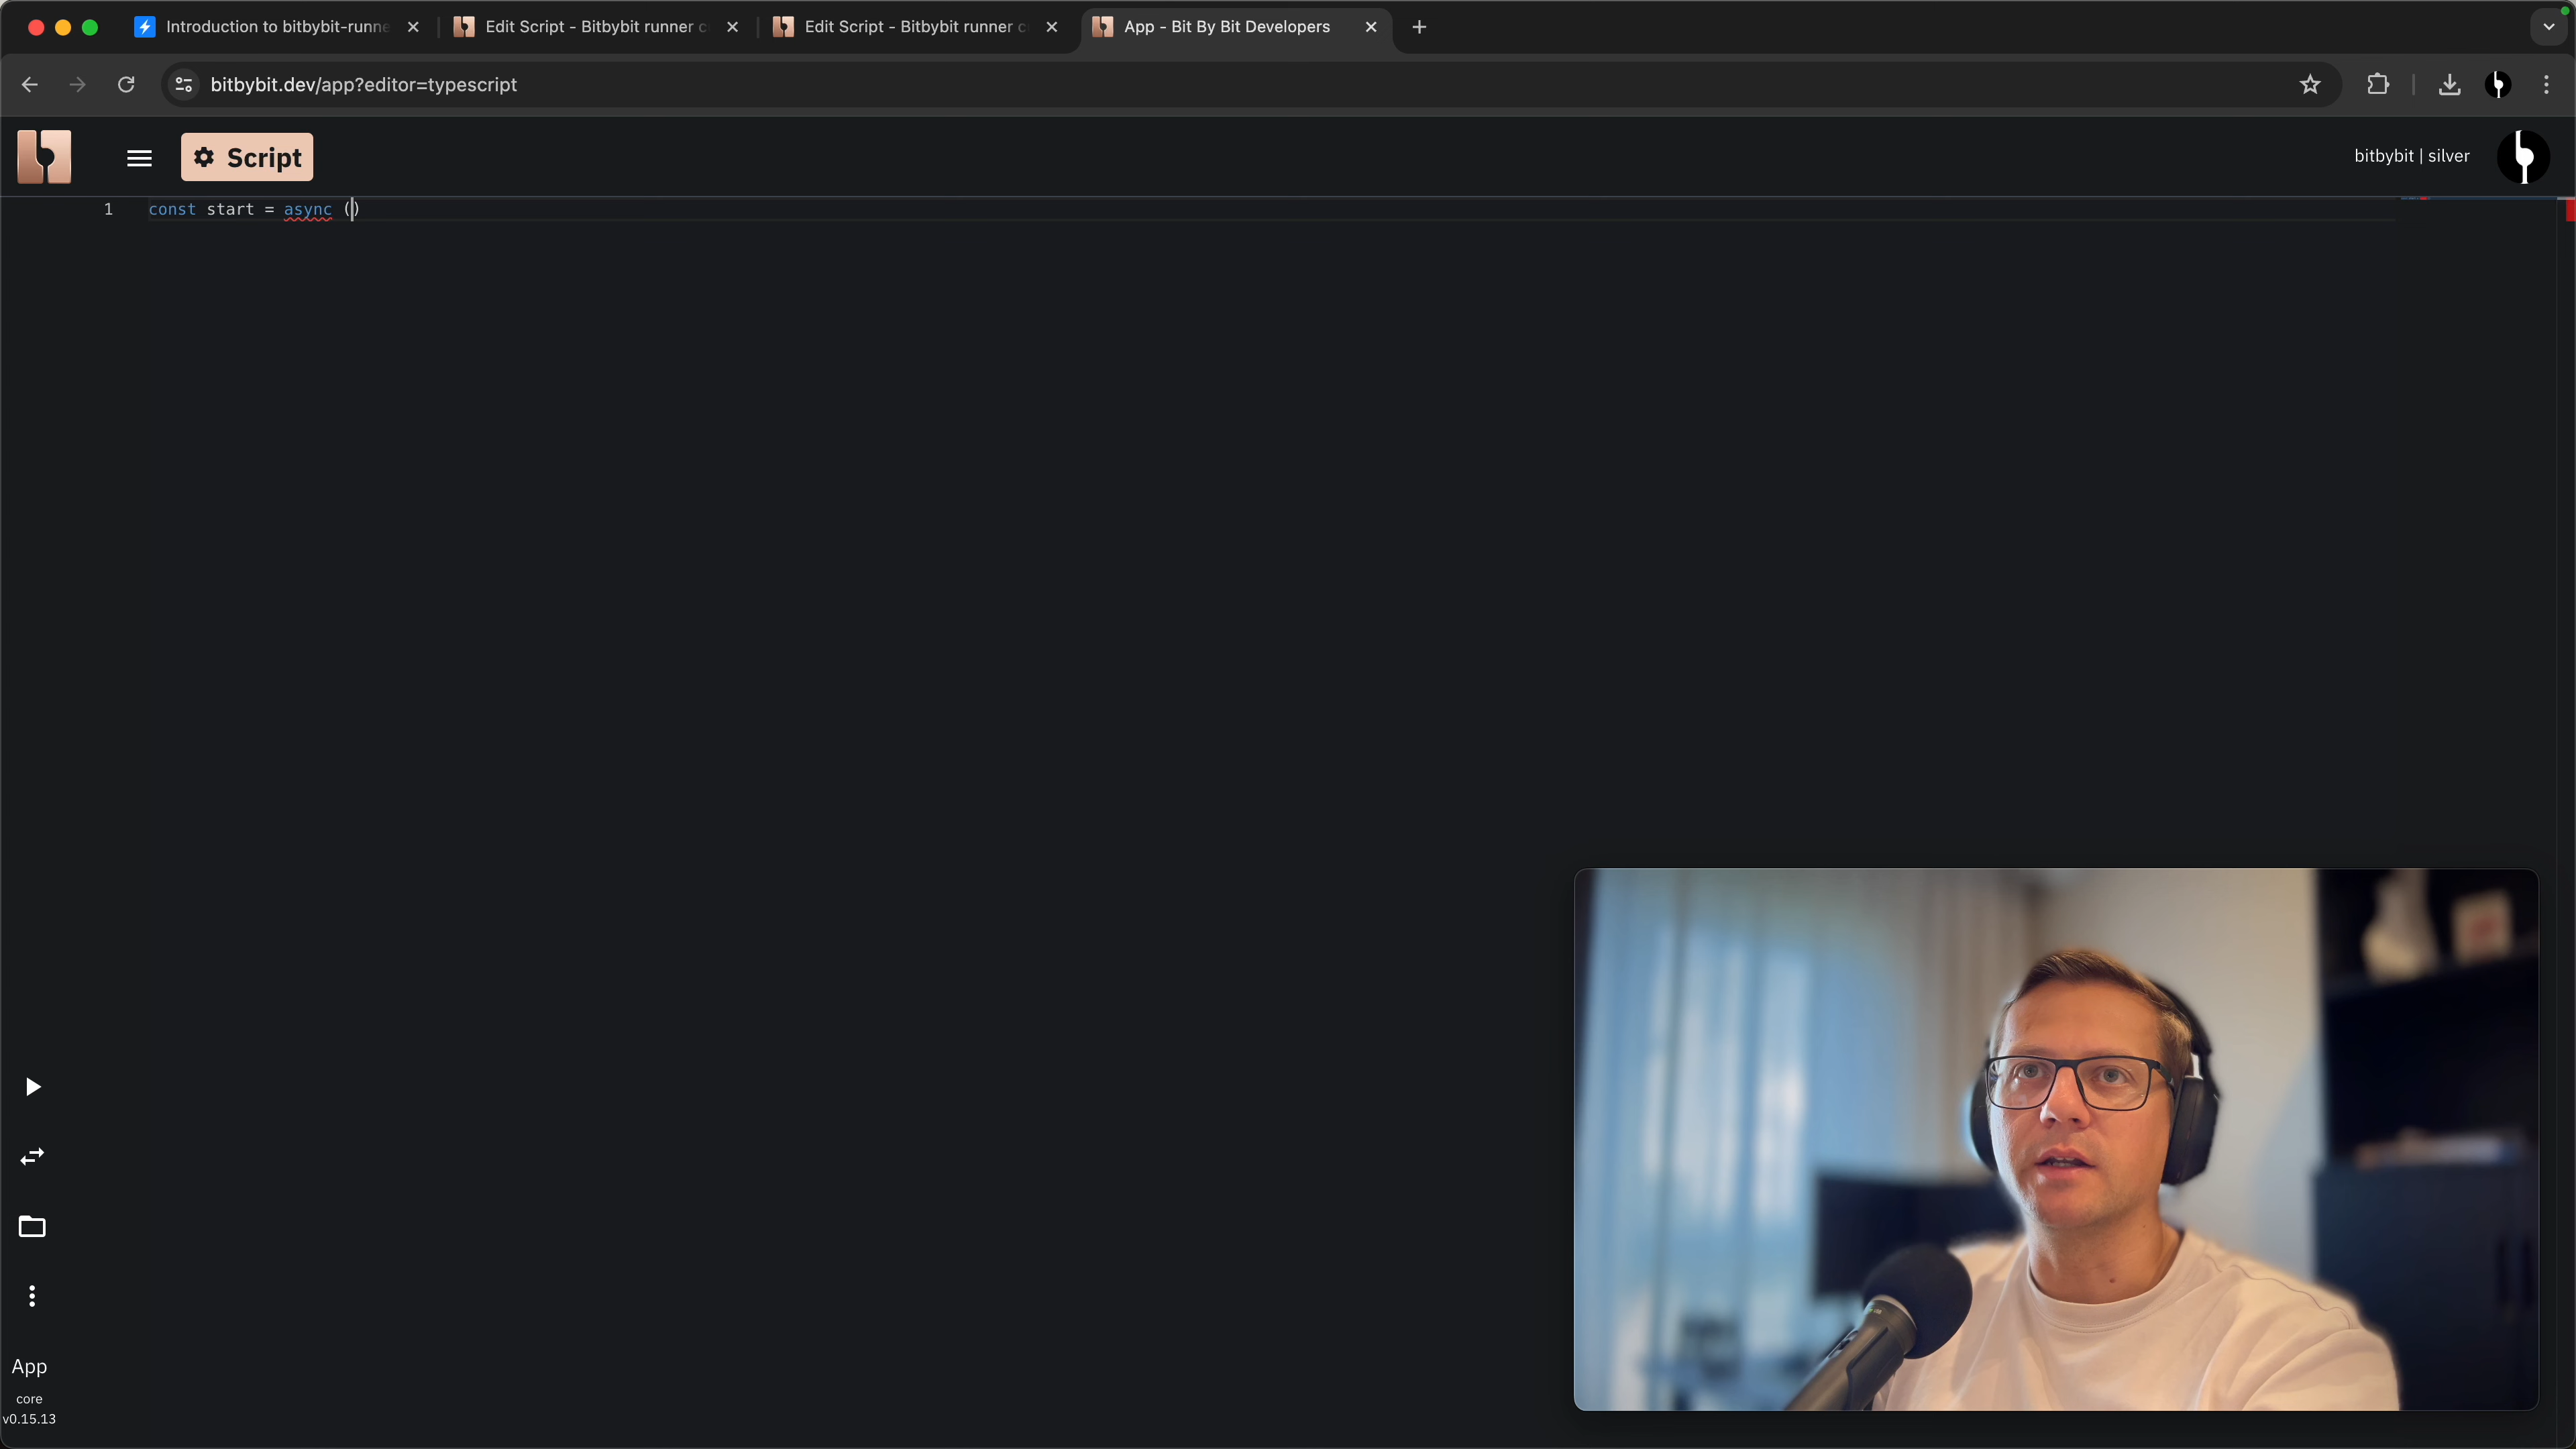 Introduction to bitbybit-runne
Edit Script - Bitbybit runner c
Edit Script - Bitbybit runner c
App - Bit By Bit Developers
bitbybit.dev/app?editor=typescript
Script
bitbybit | silver
1 const start = async ()
App
core
v0.15.13